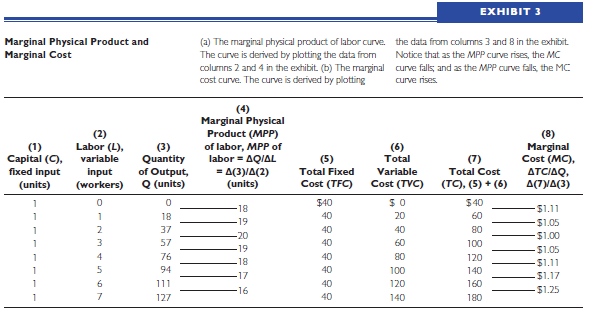 EXHIBIT 3
Marginal Physical Product and
Marginal Cost
(a) The marginal physical product of labor curve.
The curve is derived by plotting the data from
columns 2 and 4 in the exhibit. (b) The marginal
cost curve. The curve is derived by plotting
the data from columns 3 and 8 in the exhibit.
Notice that as the MPP curve rises, the MC
curve falls; and as the MPP curve falls, the MC
curve rises.
(1)
Capital (C),
fixed input
(units)
(2)
Labor (L),
variable
input
(workers)
(3)
Quantity
of Output,
Q (units)
(4)
Marginal Physical
Product (MPP)
of labor, MPP of
labor = ΔQ/ΔL
= Δ(3)/Δ(2)
(units)
(5)
Total Fixed
Cost (TFC)
(6)
Total
Variable
Cost (TVC)
(7)
Total Cost
(TC), (5) + (6)
(8)
Marginal
Cost (MC),
ΔTC/ΔQ,
Δ(7)/Δ(3)
1 0 0 $40 $ 0 $ 40
18 $1.11
1 1 18 40 20 60
19 $1.05
1 2 37 40 40 80
20 $1.00
1 3 57 40 60 100
19 $1.05
1 4 76 40 80 120
18 $1.11
1 5 94 40 100 140
17 $1.17
1 6 111 40 120 160
16 $1.25
1 7 127 40 140 180